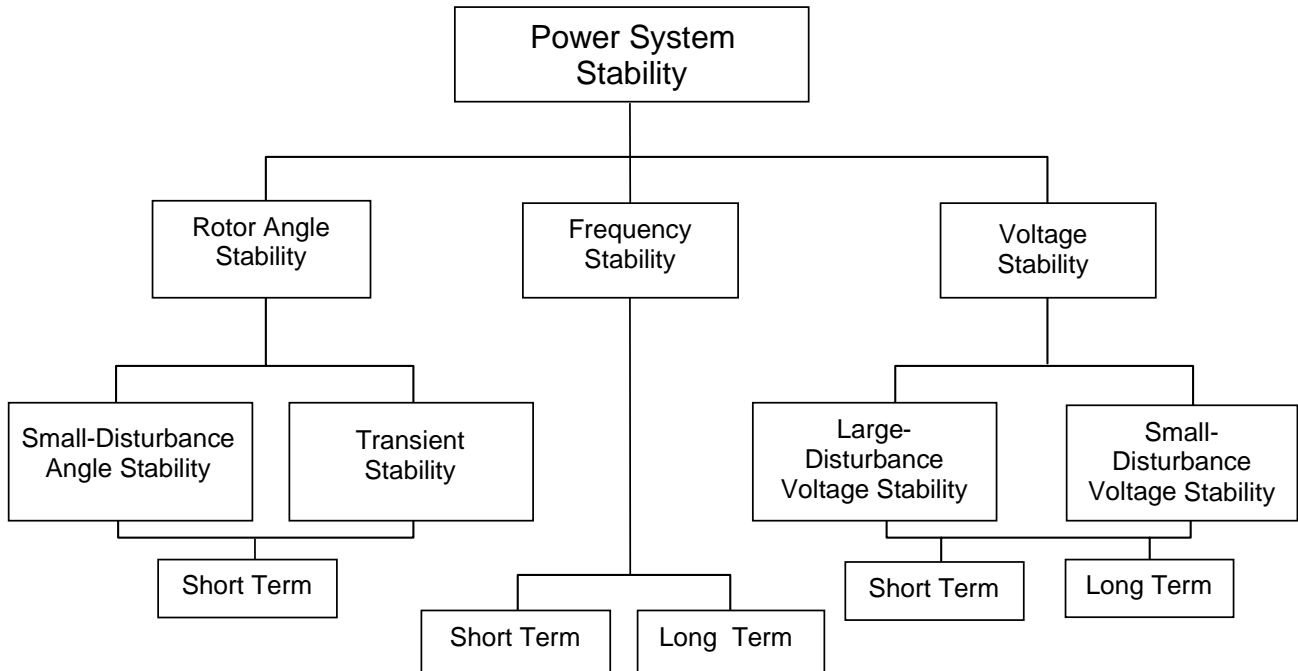 Power System
Stability
Rotor Angle
Stability
Frequency
Stability
Voltage
Stability
Small-Disturbance
Angle Stability
Transient
Stability
Large-
Disturbance
Voltage Stability
Small-
Disturbance
Voltage Stability
Short Term
Short Term
Long Term
Short Term
Long Term